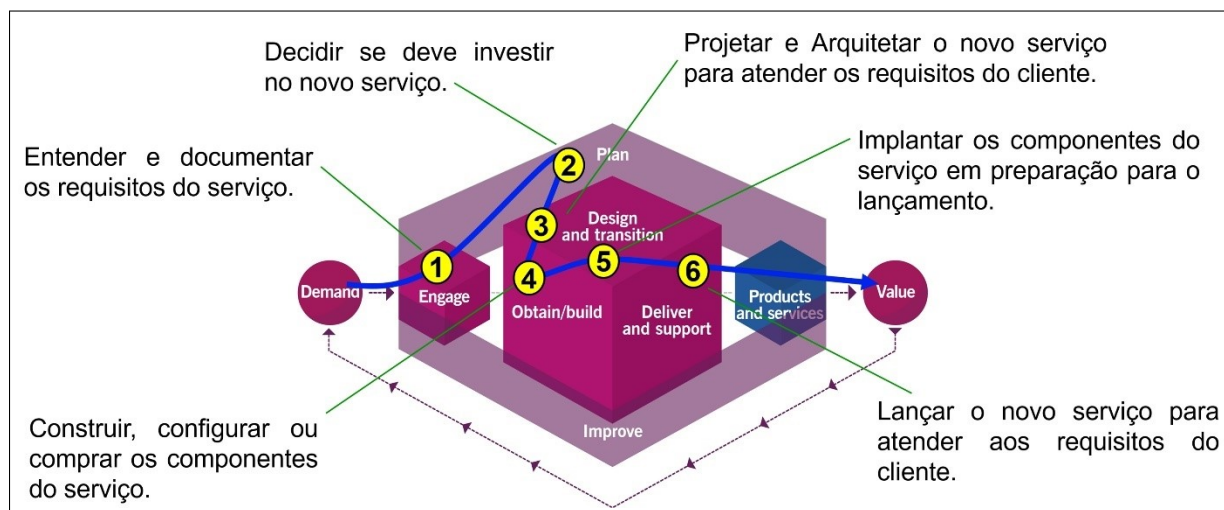 Decidir se deve investir
no novo serviço.
Projetar e Arquitetar o novo serviço
para atender os requisitos do cliente.
Entender e documentar
os requisitos do serviço.
Implantar os componentes do
serviço em preparação para o
lançamento.
2
Plan
3
Design
and transition
1
5
6
4
Demand
Engage
Obtain/build
Deliver
and support
Products
and services
Value
Improve
Construir, configurar ou
comprar os componentes
do serviço.
Lançar o novo serviço para
atender aos requisitos do
cliente.